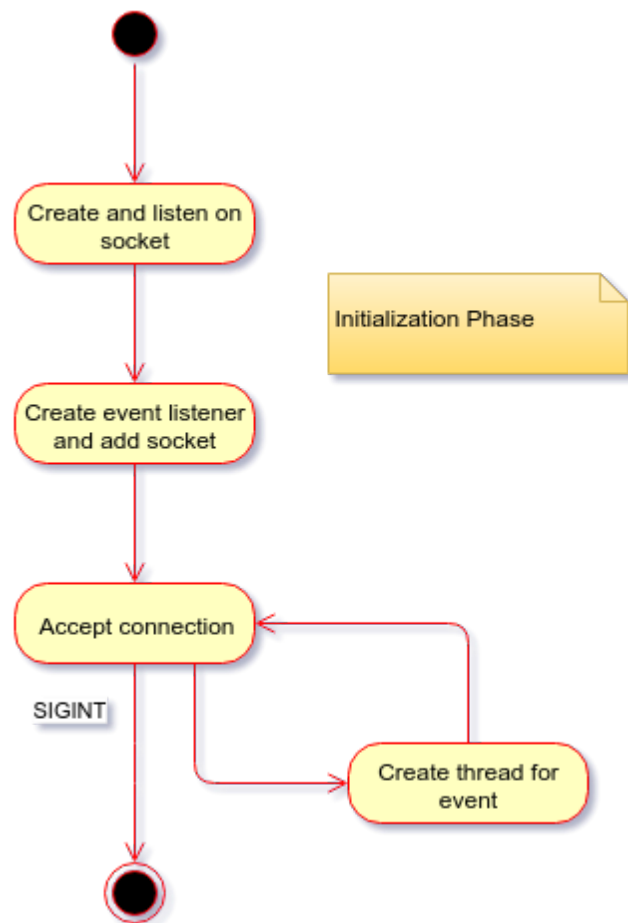 Create and listen on
socket
Initialization Phase
Create event listener
and add socket
Accept connection
SIGINT
Create thread for
event